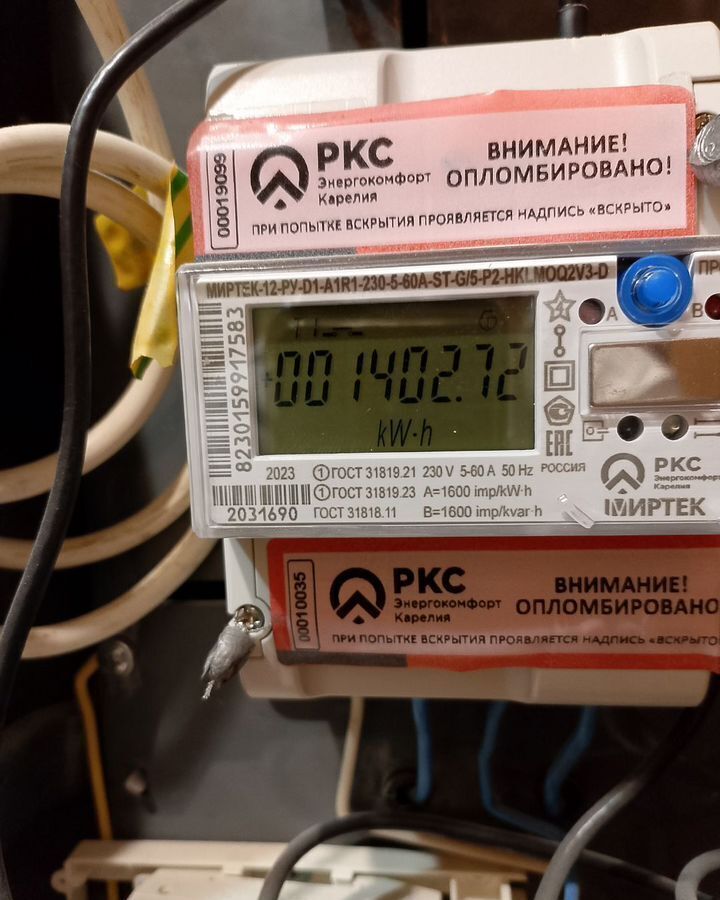 00019099
РКС
Энергокомфорт
Карелия
ВНИМАНИЕ!
ОПЛОМБИРОВАНО!
ПРИ ПОПЫТКЕ ВСКРЫТИЯ ПРОЯВЛЯЕТСЯ НАДПИСЬ «ВСКРЫТО»
МИРТЕК-12-РУ-D1-A1R1-230-5-60A-ST-G/5-P2-HKLMOQ2V3-D
A
B
T1
001402.72
kW·h
8230159917583
ЕАС
РОССИЯ
2023
ГОСТ 31819.21 230 V 5-60 A 50 Hz
ГОСТ 31819.23 A=1600 imp/kW·h
2031690
ГОСТ 31818.11 B=1600 imp/kvar·h
РКС
Энергокомфорт
Карелия
МИРТЕК
00010035
РКС
Энергокомфорт
Карелия
ВНИМАНИЕ!
ОПЛОМБИРОВАНО
ПРИ ПОПЫТКЕ ВСКРЫТИЯ ПРОЯВЛЯЕТСЯ НАДПИСЬ «ВСКРЫТО